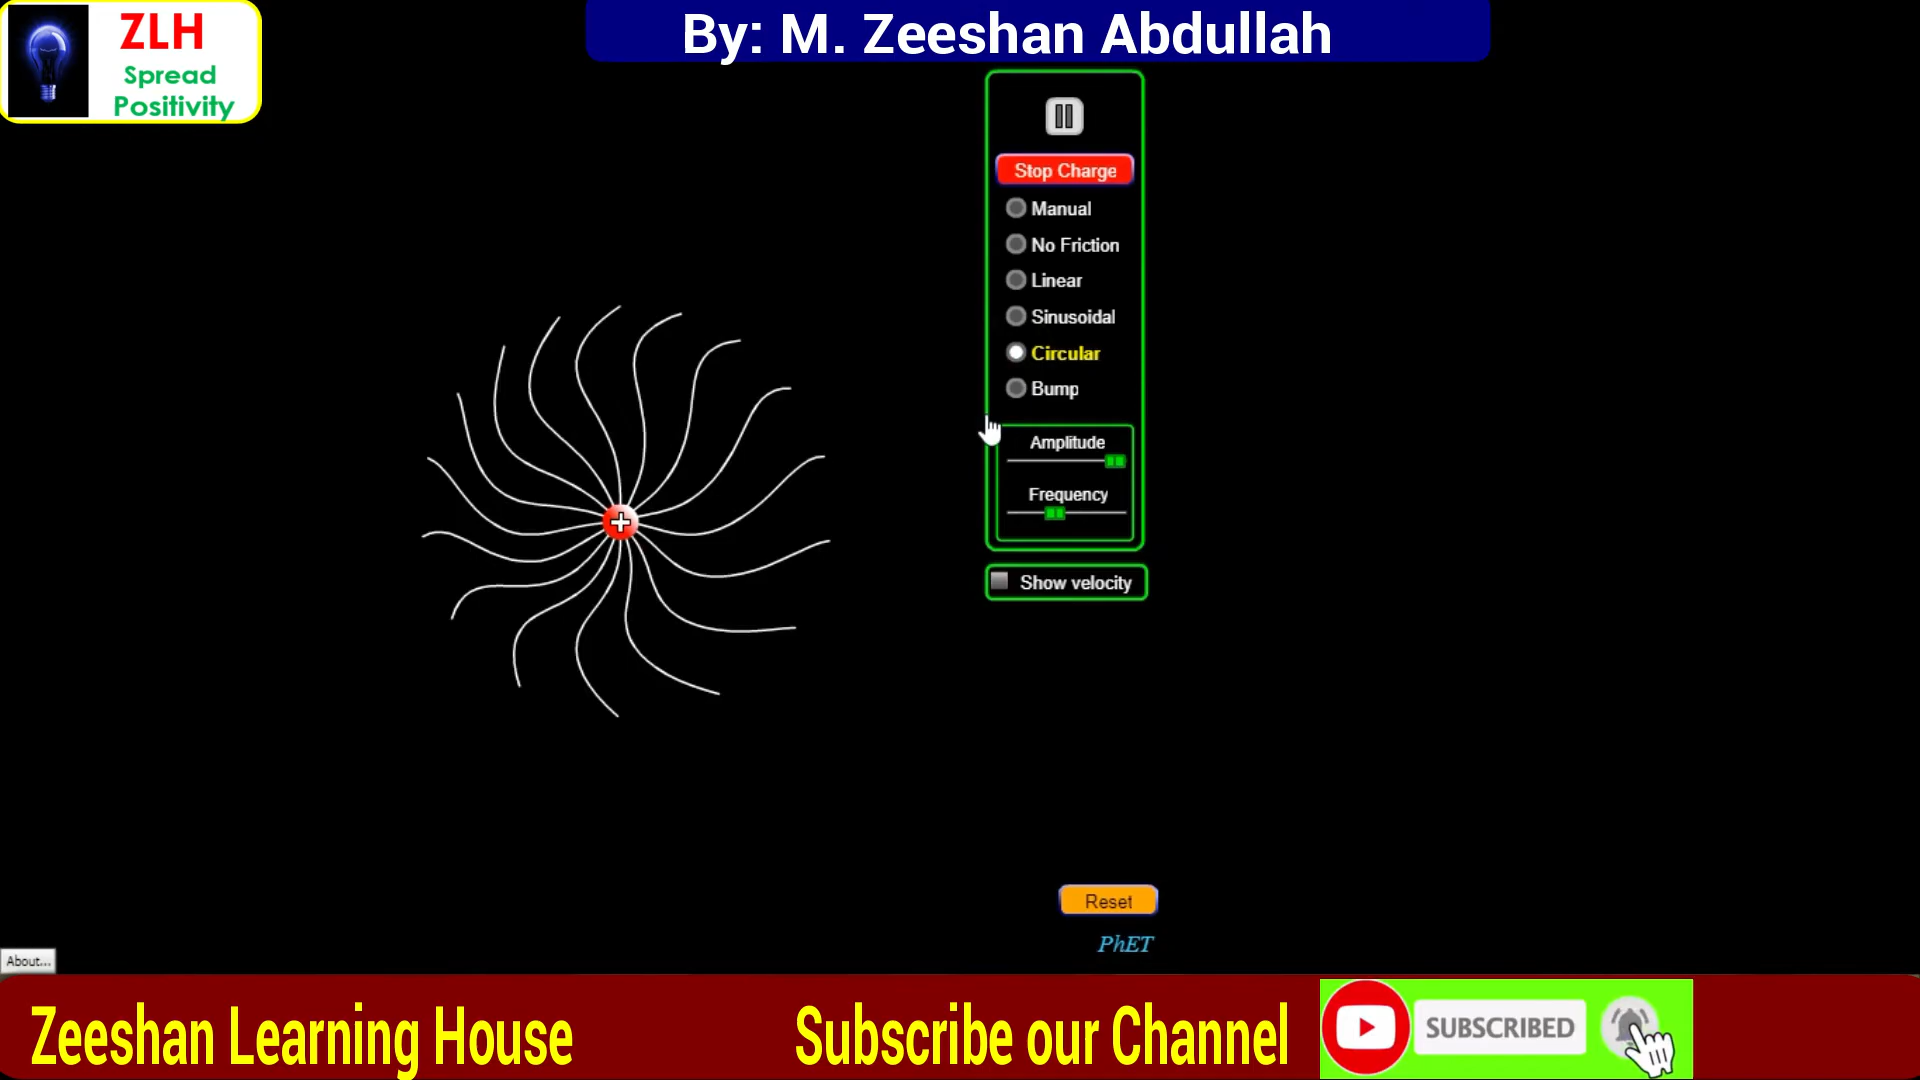 ZLH
Spread
Positivity
By: M. Zeeshan Abdullah
Stop Charge
Manual
No Friction
Linear
Sinusoidal
Circular
Bump
Amplitude
Frequency
Show velocity
+
Reset
PhET
About...
Zeeshan Learning House
Subscribe our Channel
SUBSCRIBED